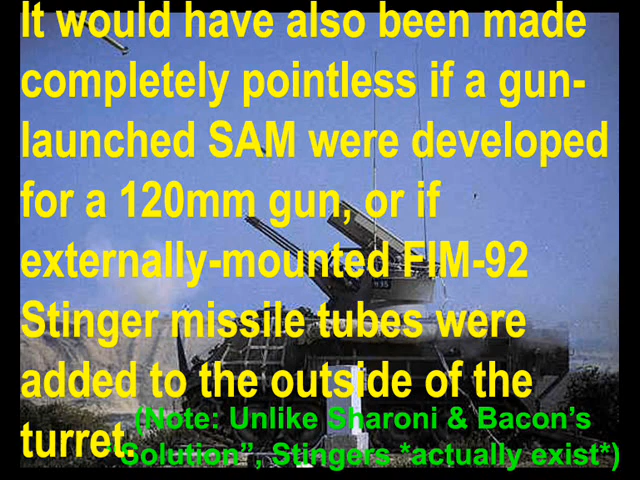 It would have also been made
completely pointless if a gun-
launched SAM were developed
for a 120mm gun, or if
externally-mounted FIM-92
Stinger missile tubes were
added to the outside of the
turret.
(Note: Unlike Sharoni & Bacon’s
Solution”, Stingers *actually exist*)